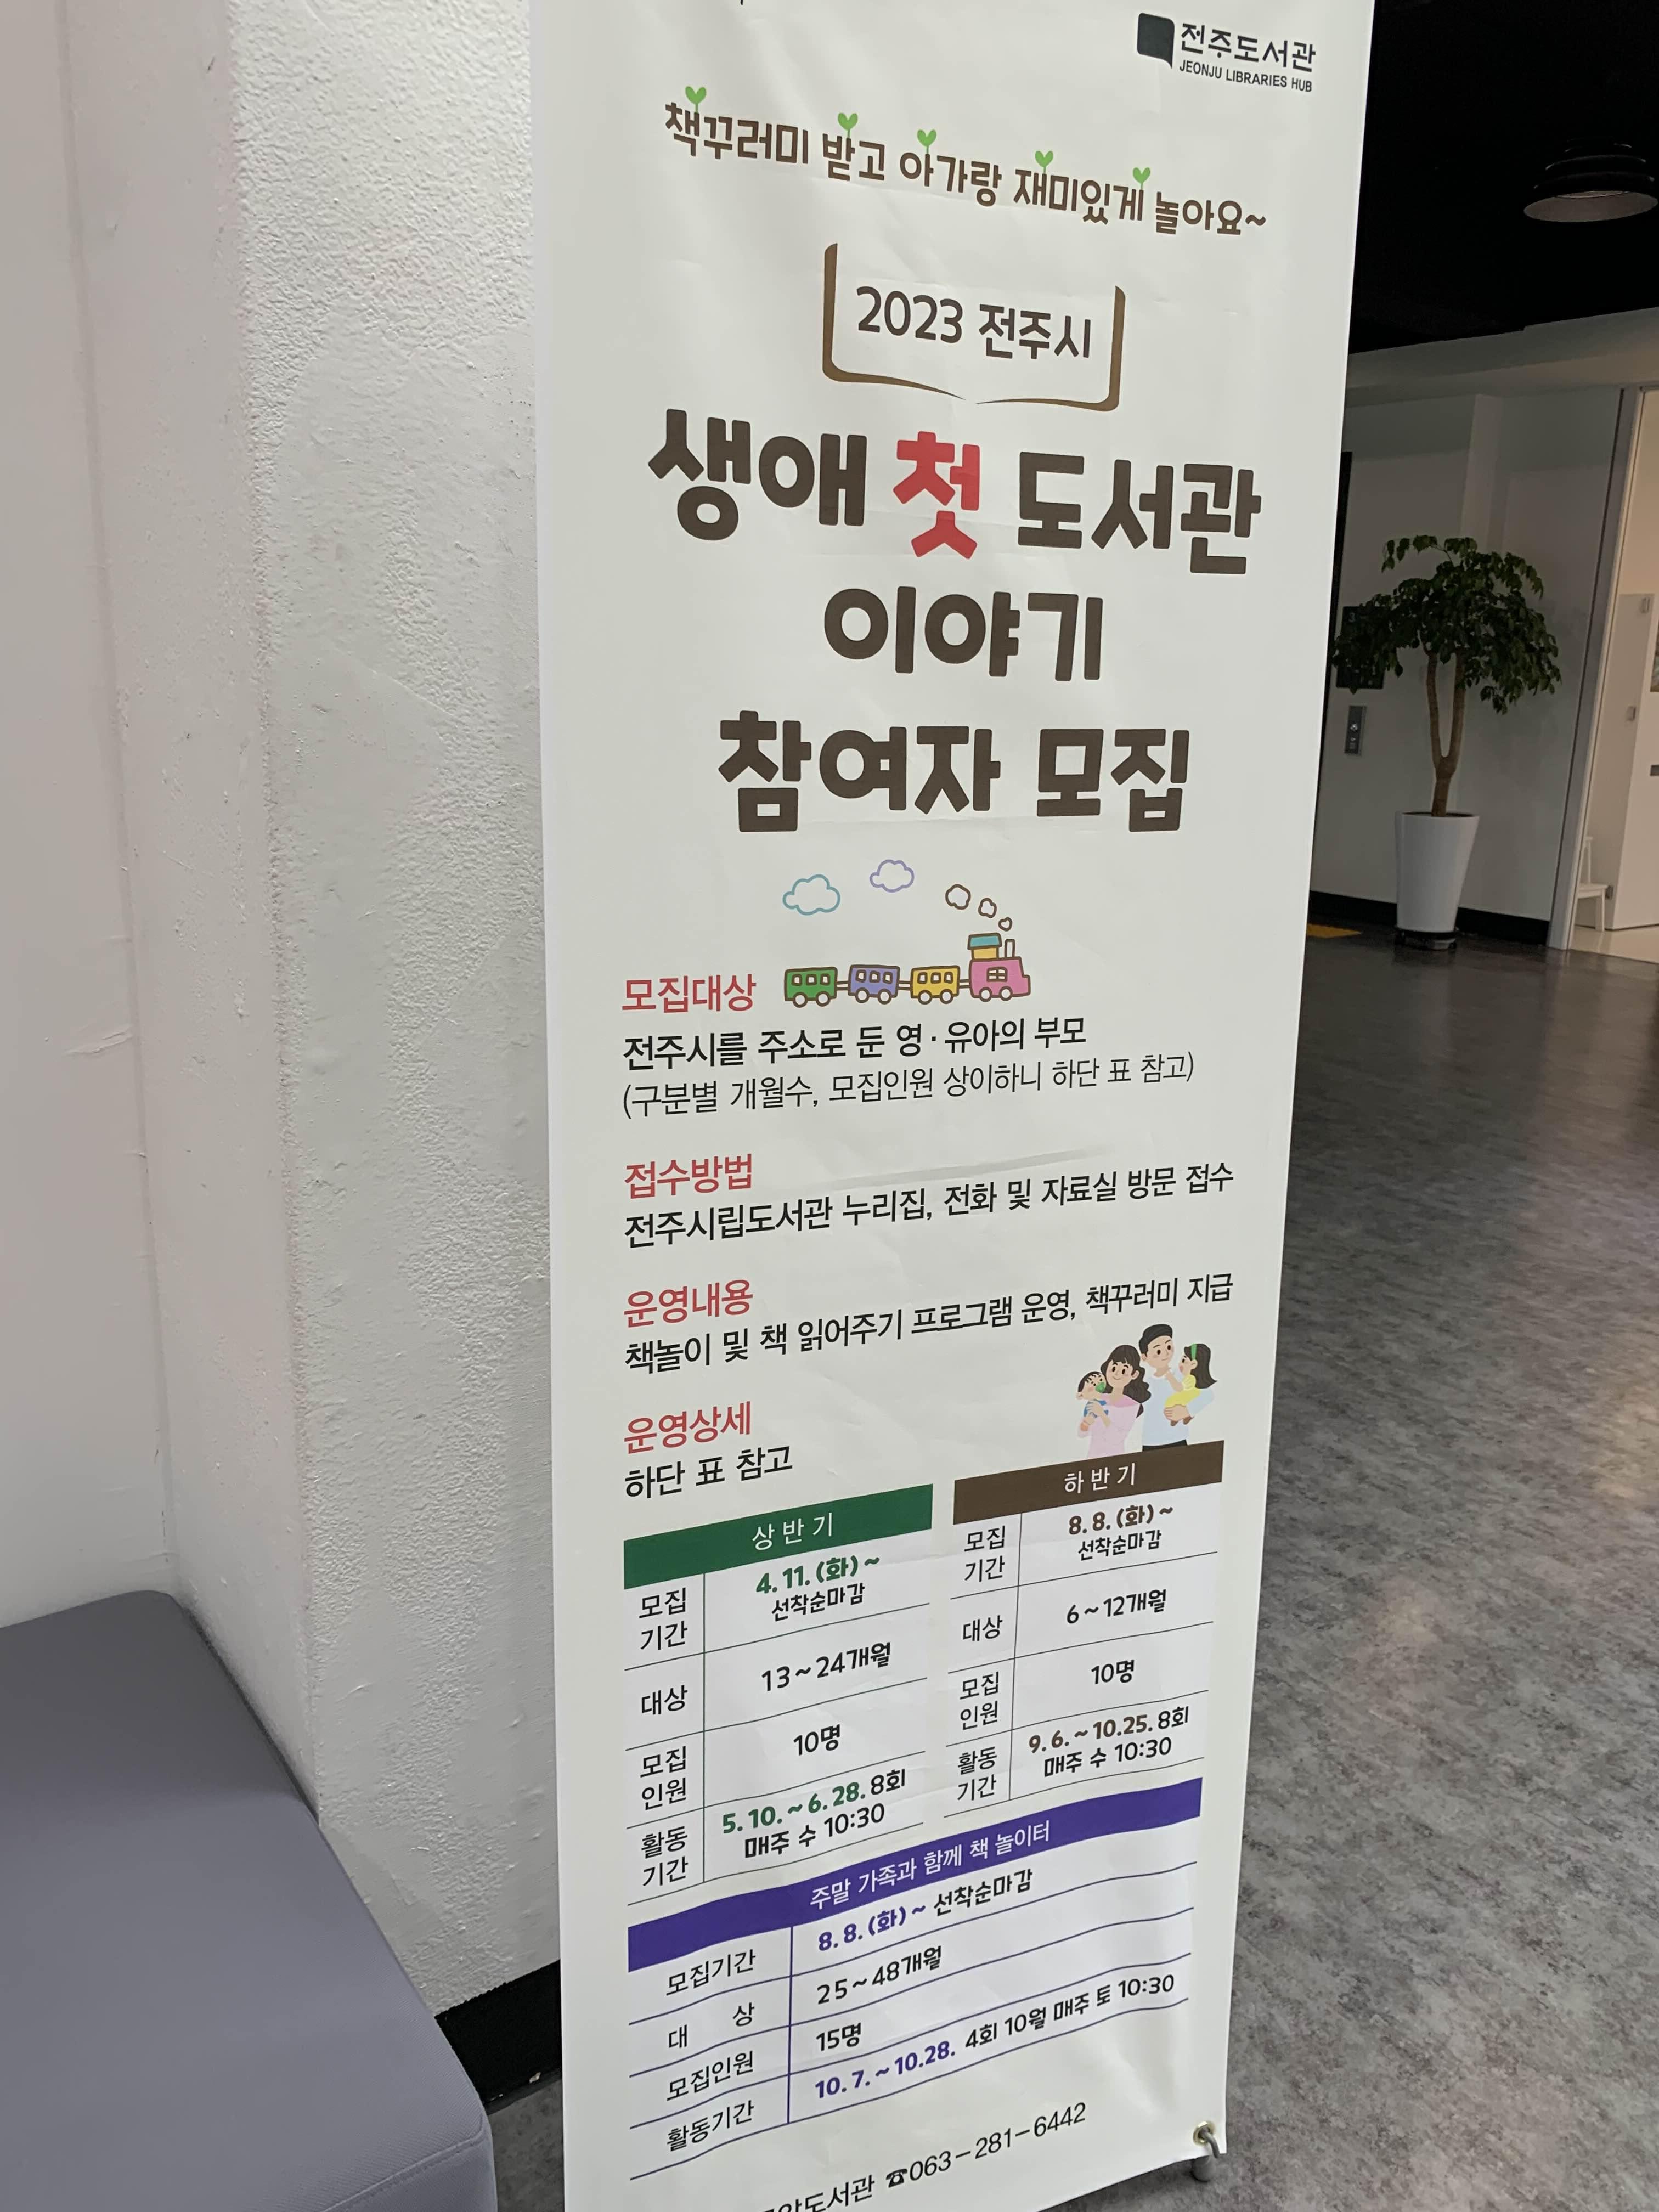 전주도서관
JEONJU LIBRARIES HUB
책꾸러미 받고 아가랑 재미있게 놀아요~
2023 전주시
생애 첫 도서관
이야기
참여자 모집
모집대상
전주시를 주소로 둔 영·유아의 부모
(구분별 개월수, 모집인원 상이하니 하단 표 참고)
접수방법
전주시립도서관 누리집, 전화 및 자료실 방문 접수
운영내용
책놀이 및 책 읽어주기 프로그램 운영, 책꾸러미 지급
운영상세
하단 표 참고
상반기
모집
기간
4. 11. (화) ~
선착순마감
대상
13~24개월
모집
인원
10명
활동
기간
5. 10. ~ 6. 28. 8회
매주 수 10:30
하반기
모집
기간
8. 8. (화) ~
선착순마감
대상
6~12개월
모집
인원
10명
활동
기간
9. 6. ~ 10. 25. 8회
매주 수 10:30
주말 가족과 함께 책 놀이터
모집기간 8. 8. (화) ~ 선착순마감
대 상 25~48개월
모집인원 15명
활동기간 10. 7. ~ 10. 28. 4회 10월 매주 토 10:30
☎063-281-6442